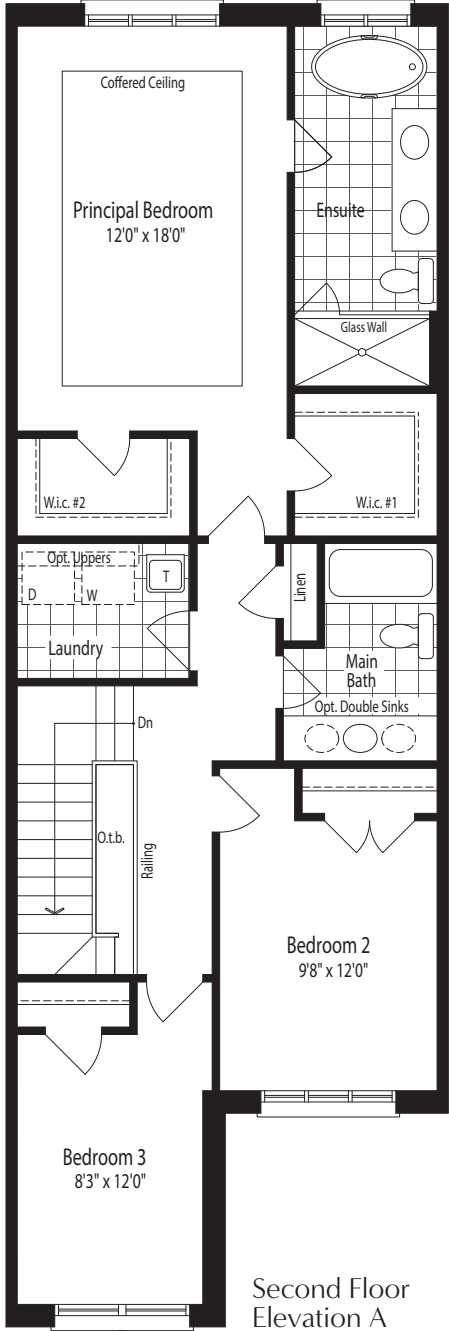 Coffered Ceiling
Principal Bedroom
12'0" x 18'0"
Ensuite
Glass Wall
W.i.c. #2
W.i.c. #1
Opt. Uppers
D
W
T
Laundry
Linen
Main
Bath
Opt. Double Sinks
Dn
O.t.b.
Railing
Bedroom 2
9'8" x 12'0"
Bedroom 3
8'3" x 12'0"
Second Floor
Elevation A